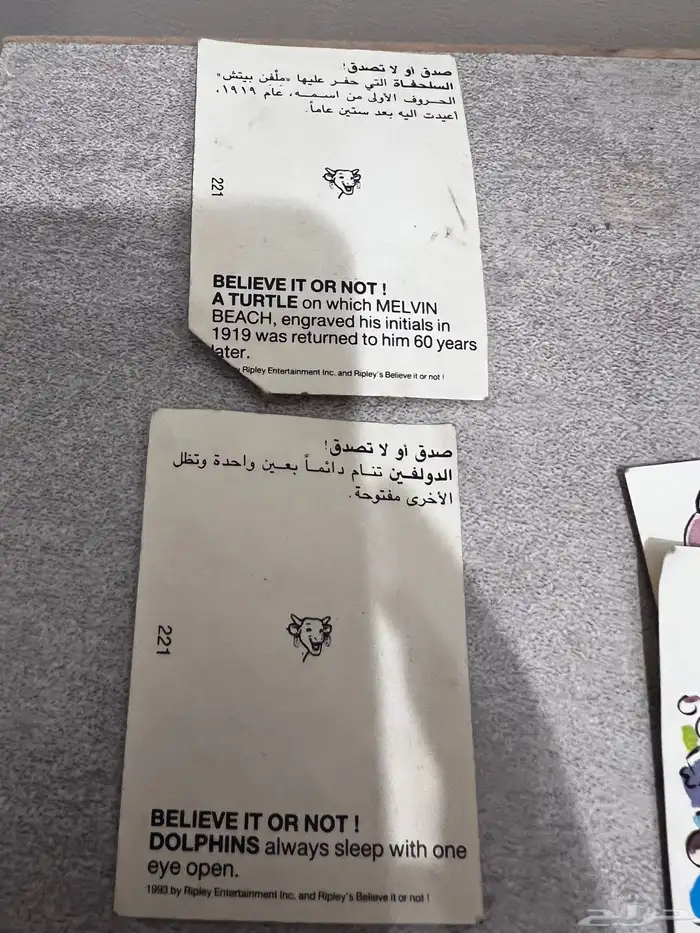 صدق او لا تصدق!
السلحفاة التي حفر عليها «ملفن بيتش»
الحروف الأولى من اسمه، عام ١٩١٩،
اعيدت اليه بعد ستين عاماً.
221
BELIEVE IT OR NOT !
A TURTLE on which MELVIN
BEACH, engraved his initials in
1919 was returned to him 60 years
later.
Ripley Entertainment Inc. and Ripley's Believe it or not !
صدق أو لا تصدق!
الدولفين تنام دائماً بعين واحدة وتظل
الأخرى مفتوحة.
221
BELIEVE IT OR NOT !
DOLPHINS always sleep with one
eye open.
1993 by Ripley Entertainment Inc. and Ripley's Believe it or not !
حراج